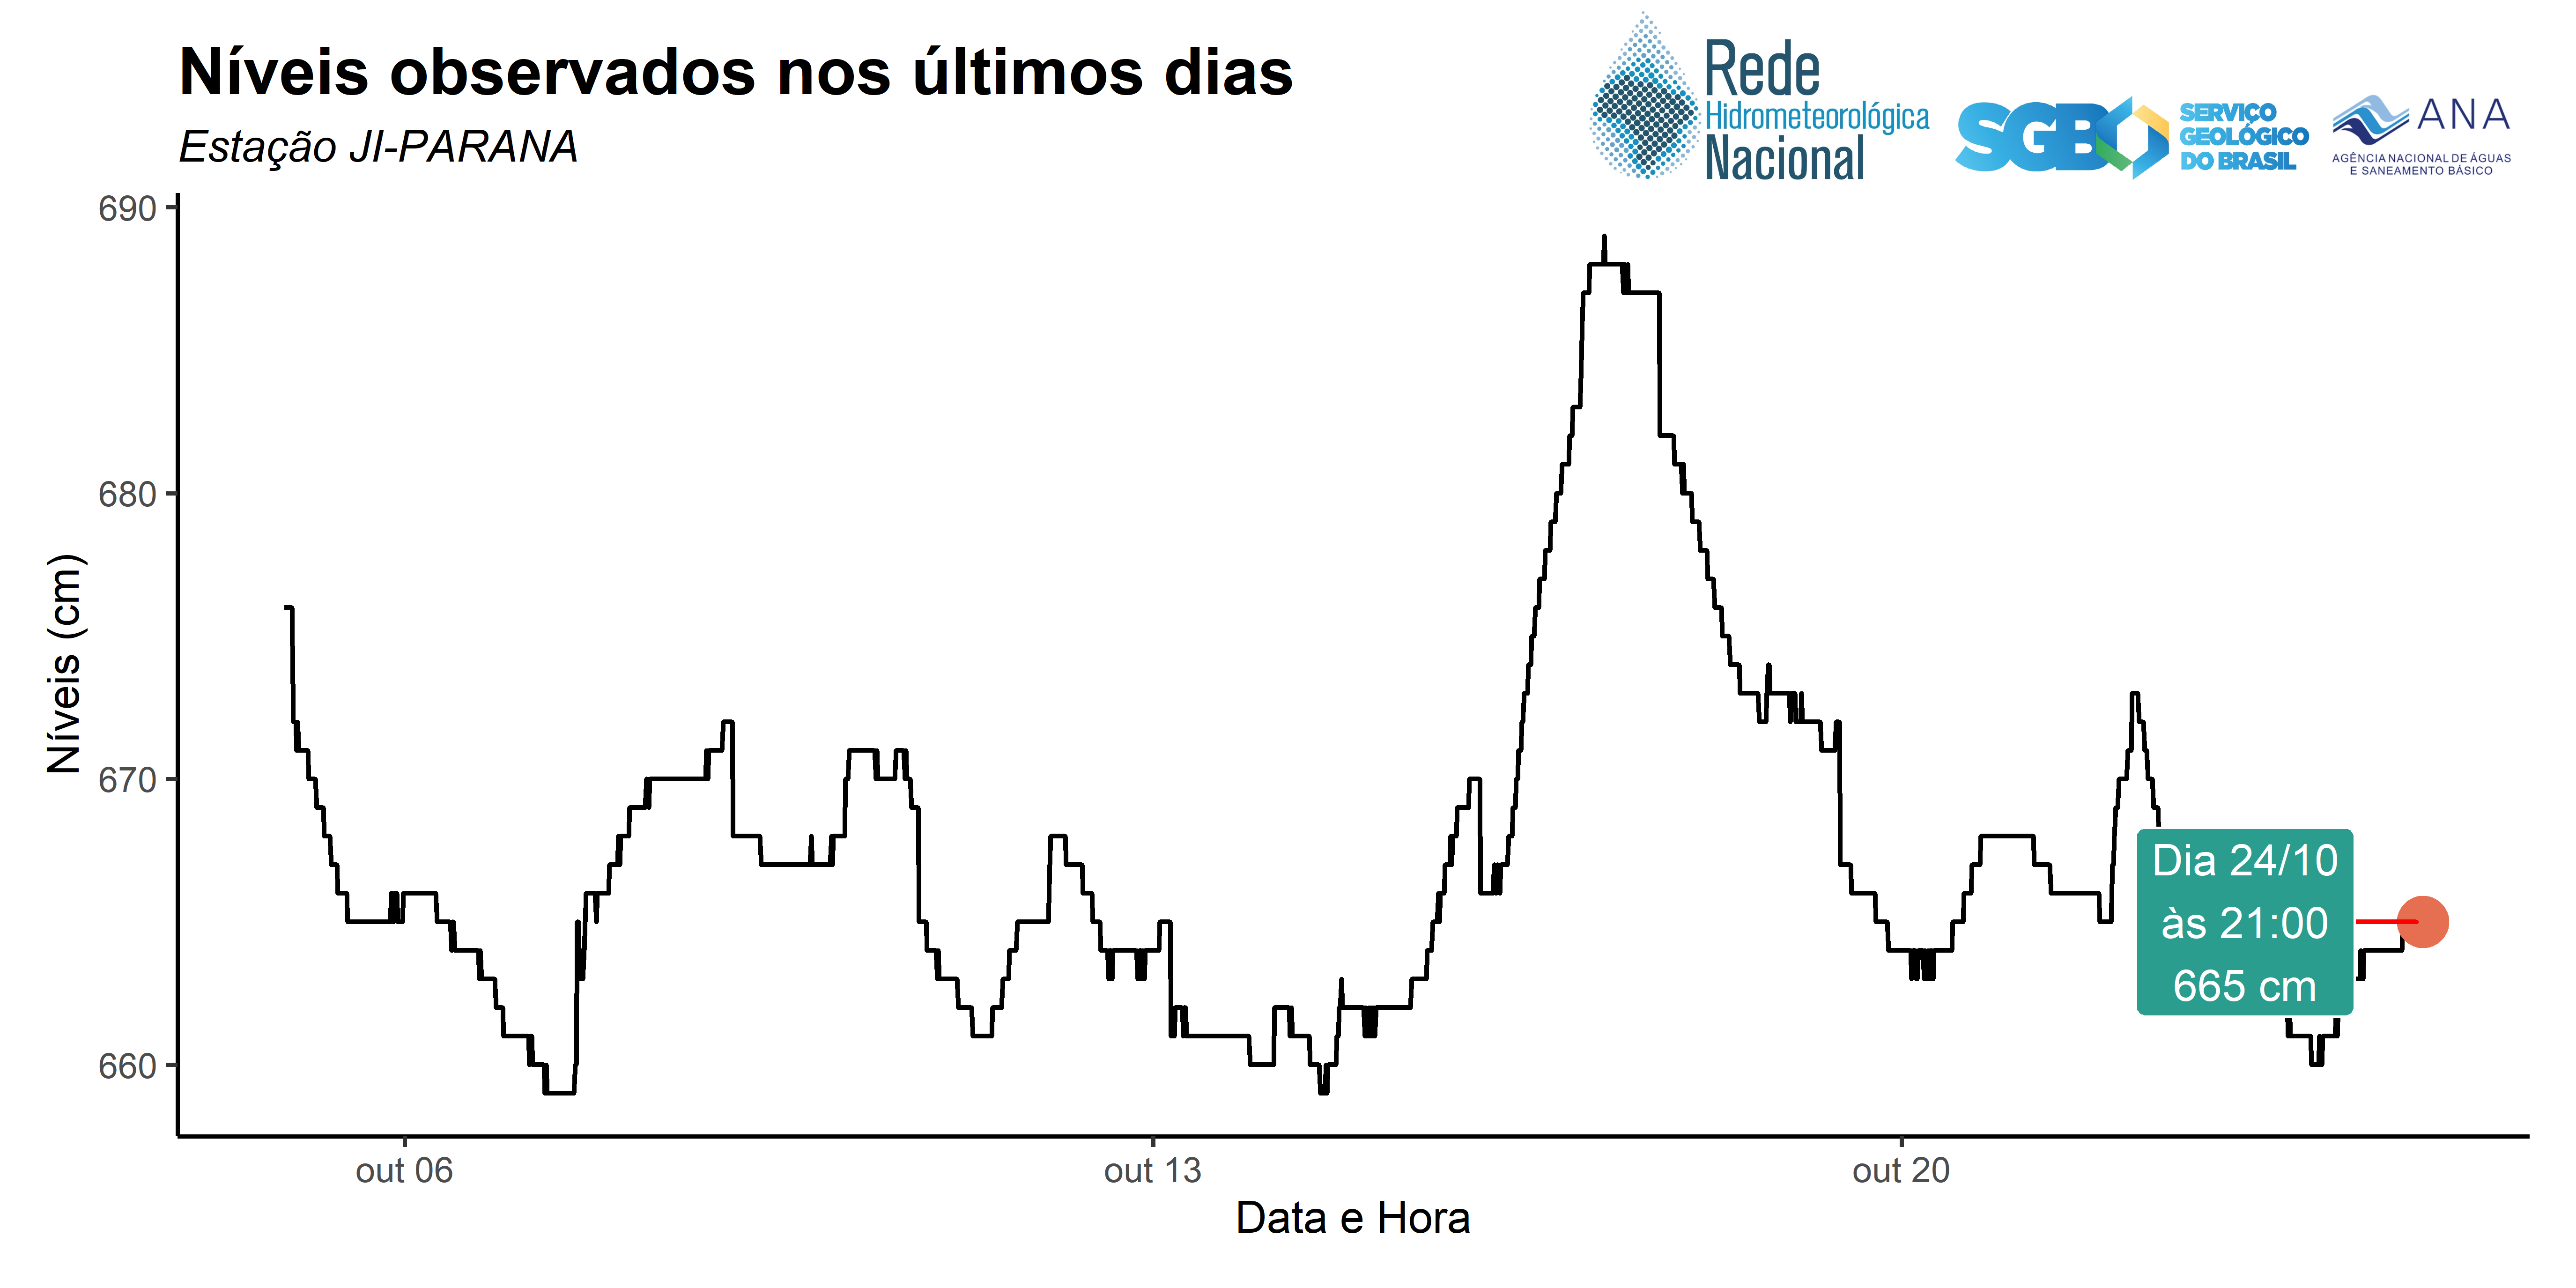 Níveis observados nos últimos dias
Estação JI-PARANA
Rede
Hidrometeorológica
Nacional
SGB
SERVIÇO
GEOLÓGICO
DO BRASIL
ANA
AGÊNCIA NACIONAL DE ÁGUAS
E SANEAMENTO BÁSICO
Níveis (cm)
690
680
670
660
Dia 24/10
às 21:00
665 cm
out 06
out 13
out 20
Data e Hora